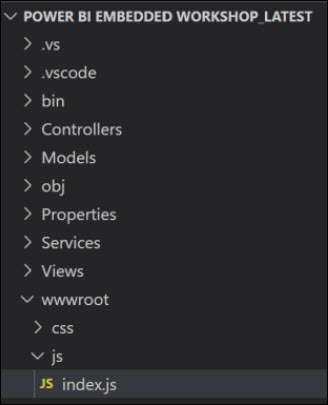 POWER BI EMBEDDED WORKSHOP_LATEST
.vs
.vscode
bin
Controllers
Models
obj
Properties
Services
Views
wwwroot
css
js
JS index.js